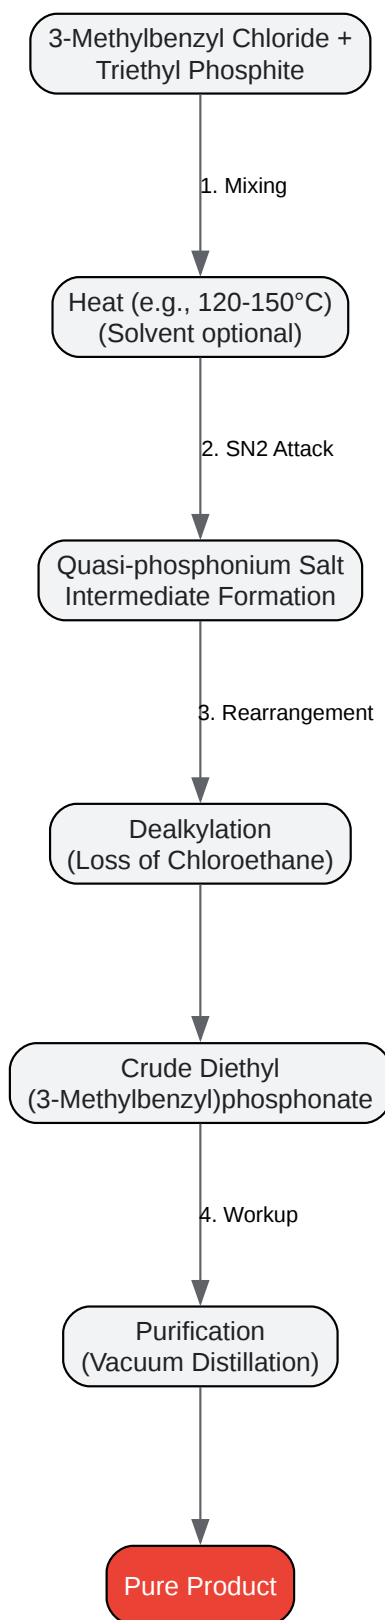 3-Methylbenzyl Chloride +
Triethyl Phosphite
1. Mixing
Heat (e.g., 120-150°C)
(Solvent optional)
2. SN2 Attack
Quasi-phosphonium Salt
Intermediate Formation
3. Rearrangement
Dealkylation
(Loss of Chloroethane)
Crude Diethyl
(3-Methylbenzyl)phosphonate
4. Workup
Purification
(Vacuum Distillation)
Pure Product